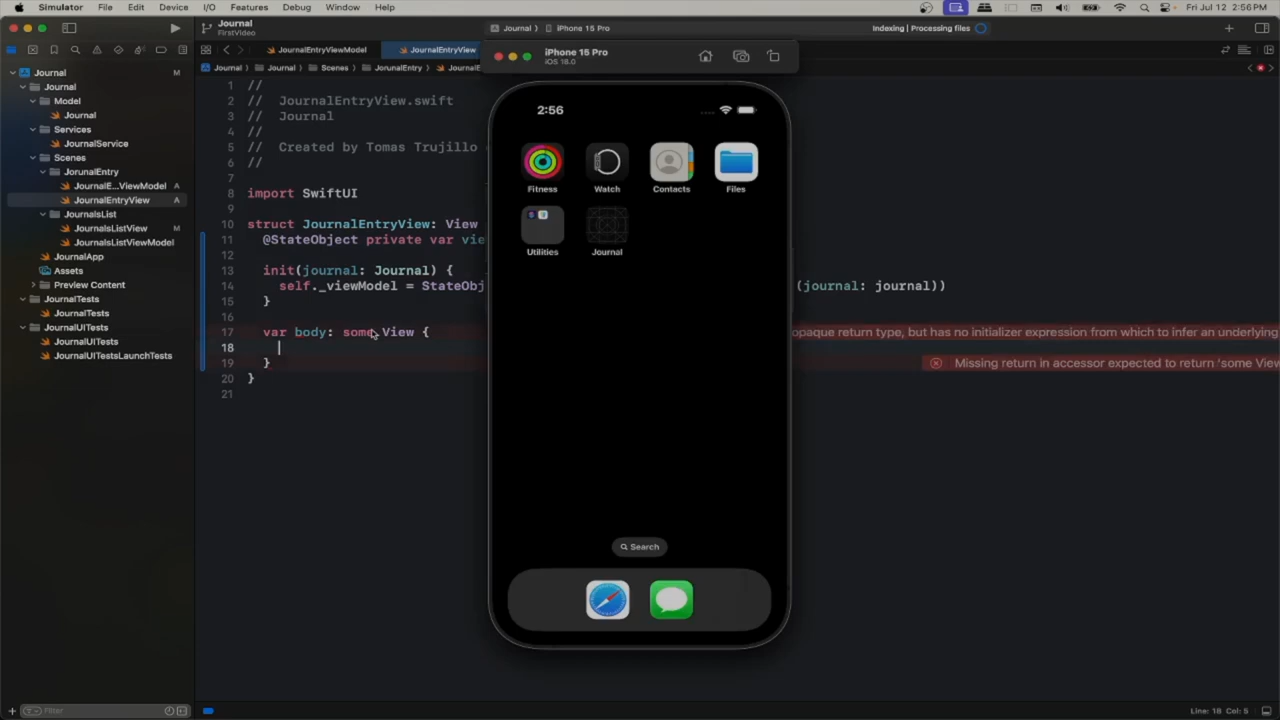 Simulator File Edit Device I/O Features Debug Window Help Fri Jul 12 2:56 PM
Journal
FirstVideo
Journal iPhone 15 Pro
Indexing | Processing files
JournalEntryViewModel
JournalEntryView
iPhone 15 Pro
iOS 18.0
Journal Journal Scenes JorunalEntry JournalE
Journal M
Journal
Model
Journal
Services
JournalService
Scenes
JorunalEntry
JournalE...ViewModel A
JournalEntryView A
JournalsList
JournalsListView M
JournalsListViewModel
JournalApp
Assets
Preview Content
JournalTests
JournalTests
JournalUITests
JournalUITests
JournalUITestsLaunchTests
Filter
1 //
2 // JournalEntryView.swift
3 // Journal
4 //
5 // Created by Tomas Trujillo
6 //
7
8 import SwiftUI
9
10 struct JournalEntryView: View
11 @StateObject private var vie
12
13 init(journal: Journal) {
14 self._viewModel = StateObj (journal: journal))
15 }
16
17 var body: some View { opaque return type, but has no initializer expression from which to infer an underlying
18
19 } Missing return in accessor expected to return 'some View
20 }
21
2:56
Fitness Watch Contacts Files
Utilities Journal
Search
Line: 18 Col: 5